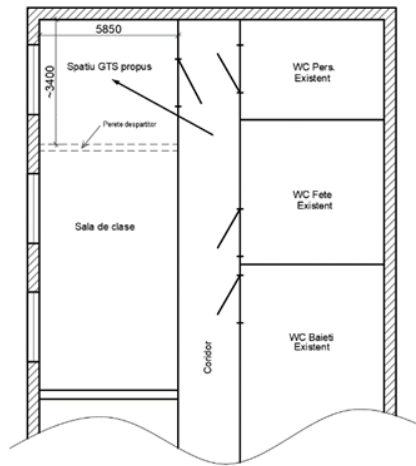 5850
~3400
Spatiu GTS propus
Perete despartitor
Sala de clase
Coridor
WC Pers.
Existent
WC Fete
Existent
WC Baieti
Existent